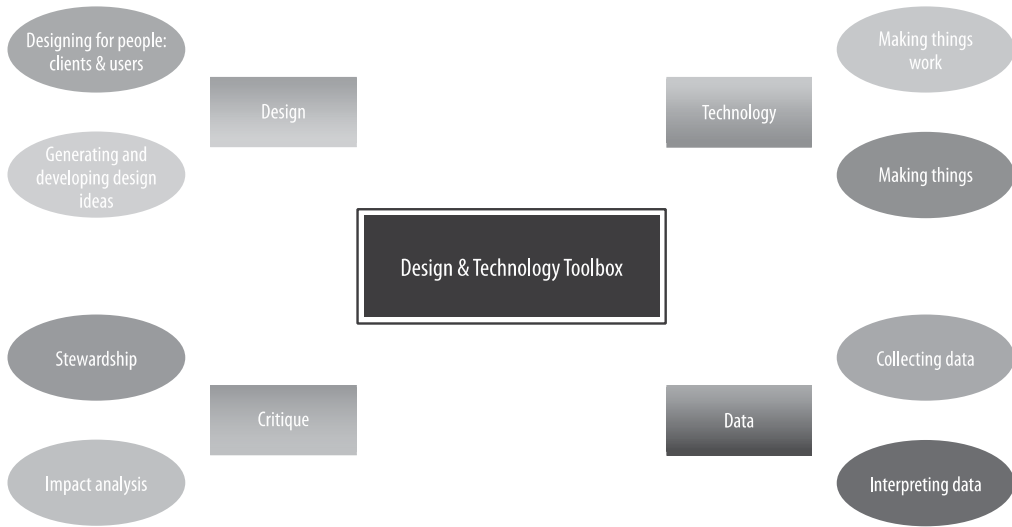 Designing for people:
clients & users
Design
Generating and
developing design
ideas
Technology
Making things
work
Making things
Design & Technology Toolbox
Stewardship
Critique
Impact analysis
Data
Collecting data
Interpreting data